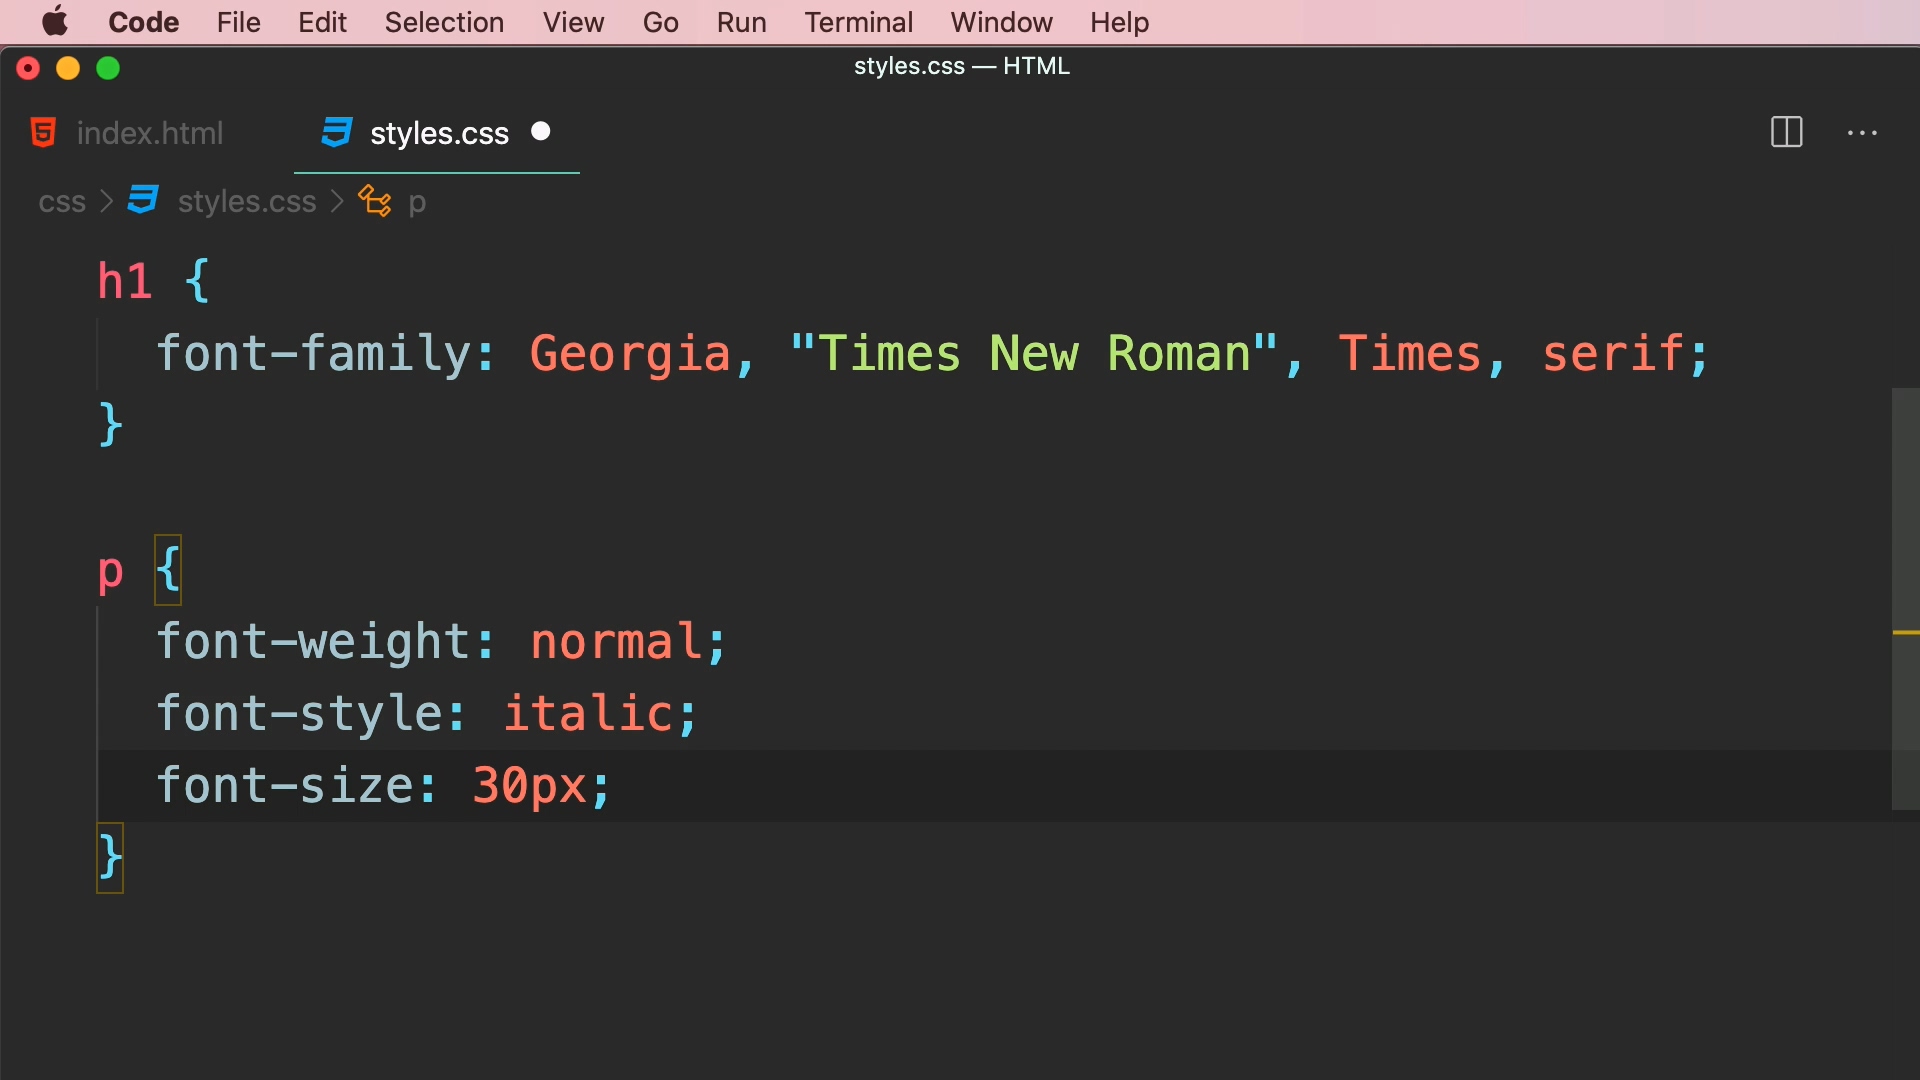 Code File Edit Selection View Go Run Terminal Window Help
styles.css — HTML
index.html styles.css
css > styles.css > p
h1 {
font-family: Georgia, "Times New Roman", Times, serif;
}
p {
font-weight: normal;
font-style: italic;
font-size: 30px;
}